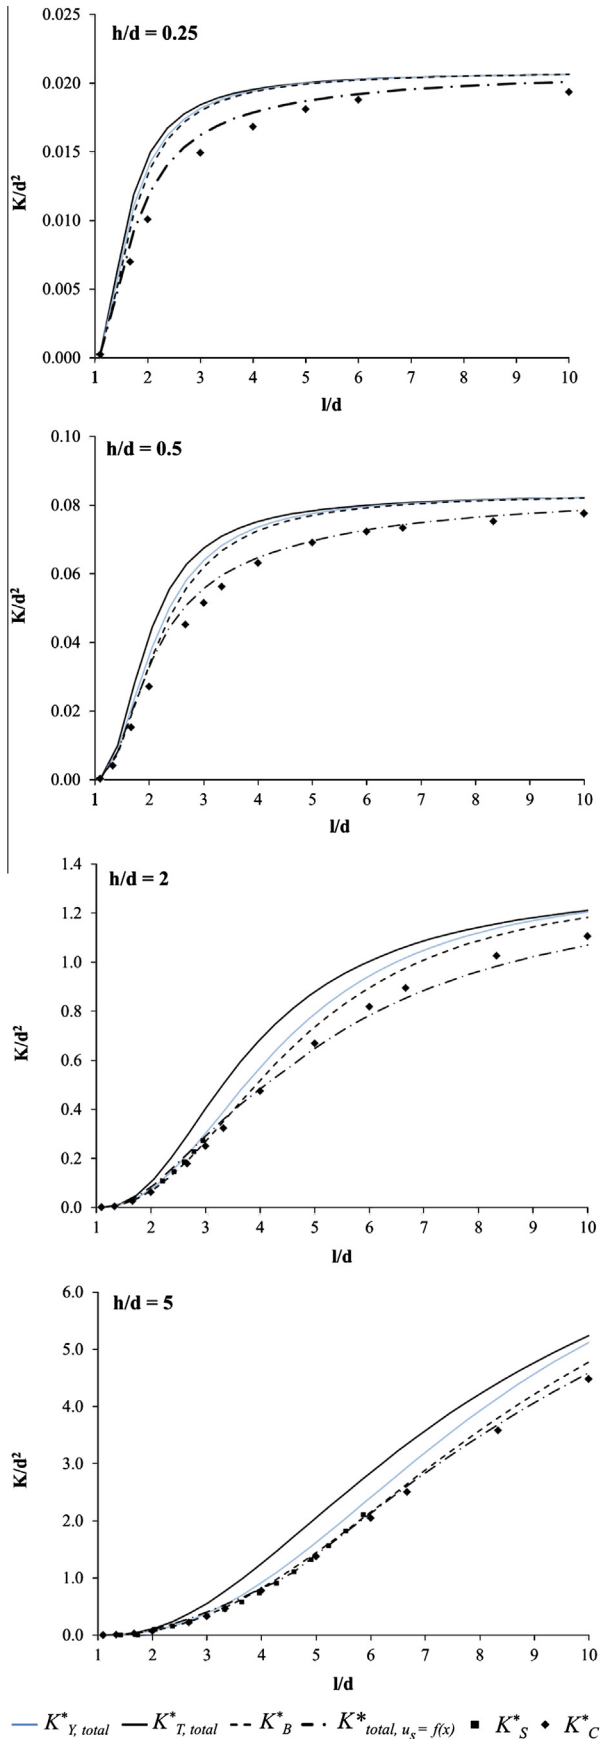 h/d = 0.25
K/d²
0.025
0.020
0.015
0.010
0.005
0.000
1 2 3 4 5 6 7 8 9 10
l/d
h/d = 0.5
K/d²
0.10
0.08
0.06
0.04
0.02
0.00
1 2 3 4 5 6 7 8 9 10
l/d
h/d = 2
K/d²
1.4
1.2
1.0
0.8
0.6
0.4
0.2
0.0
1 2 3 4 5 6 7 8 9 10
l/d
h/d = 5
K/d²
6.0
5.0
4.0
3.0
2.0
1.0
0.0
1 2 3 4 5 6 7 8 9 10
l/d
K*Y, total K*T, total K*B K*total, us = f(x) K*S K*C